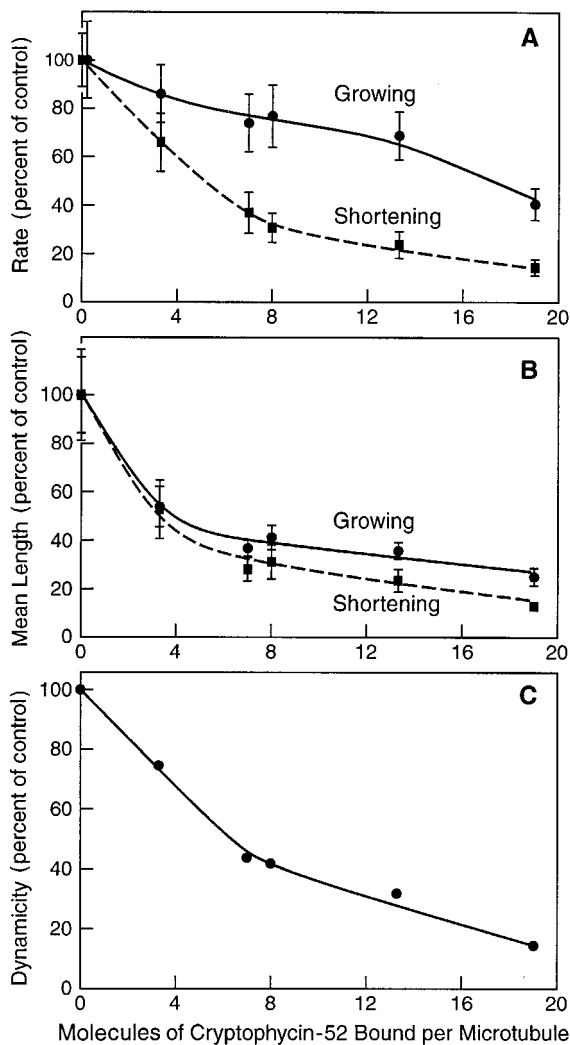 A
Rate (percent of control)
100
80
60
40
20
0
Growing
Shortening
0 4 8 12 16 20
B
Mean Length (percent of control)
100
80
60
40
20
0
Growing
Shortening
0 4 8 12 16 20
C
Dynamicity (percent of control)
100
80
60
40
20
0
0 4 8 12 16 20
Molecules of Cryptophycin-52 Bound per Microtubule